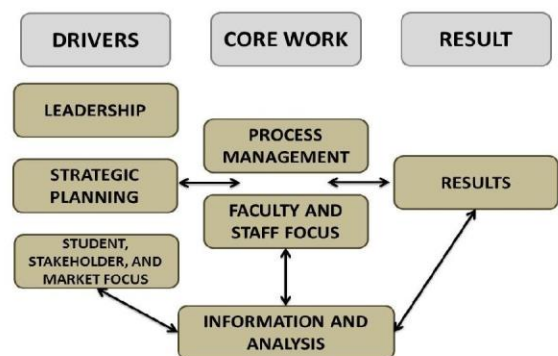 DRIVERS
CORE WORK
RESULT
LEADERSHIP
PROCESS
MANAGEMENT
STRATEGIC
PLANNING
RESULTS
FACULTY AND
STAFF FOCUS
STUDENT,
STAKEHOLDER, AND
MARKET FOCUS
INFORMATION AND
ANALYSIS